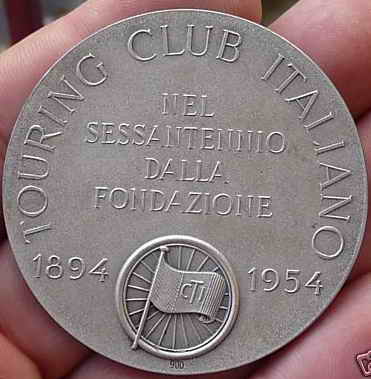 TOURING CLUB ITALIANO
NEL
SESSANTENNIO
DALLA
FONDAZIONE
1894 1954
CTI
900